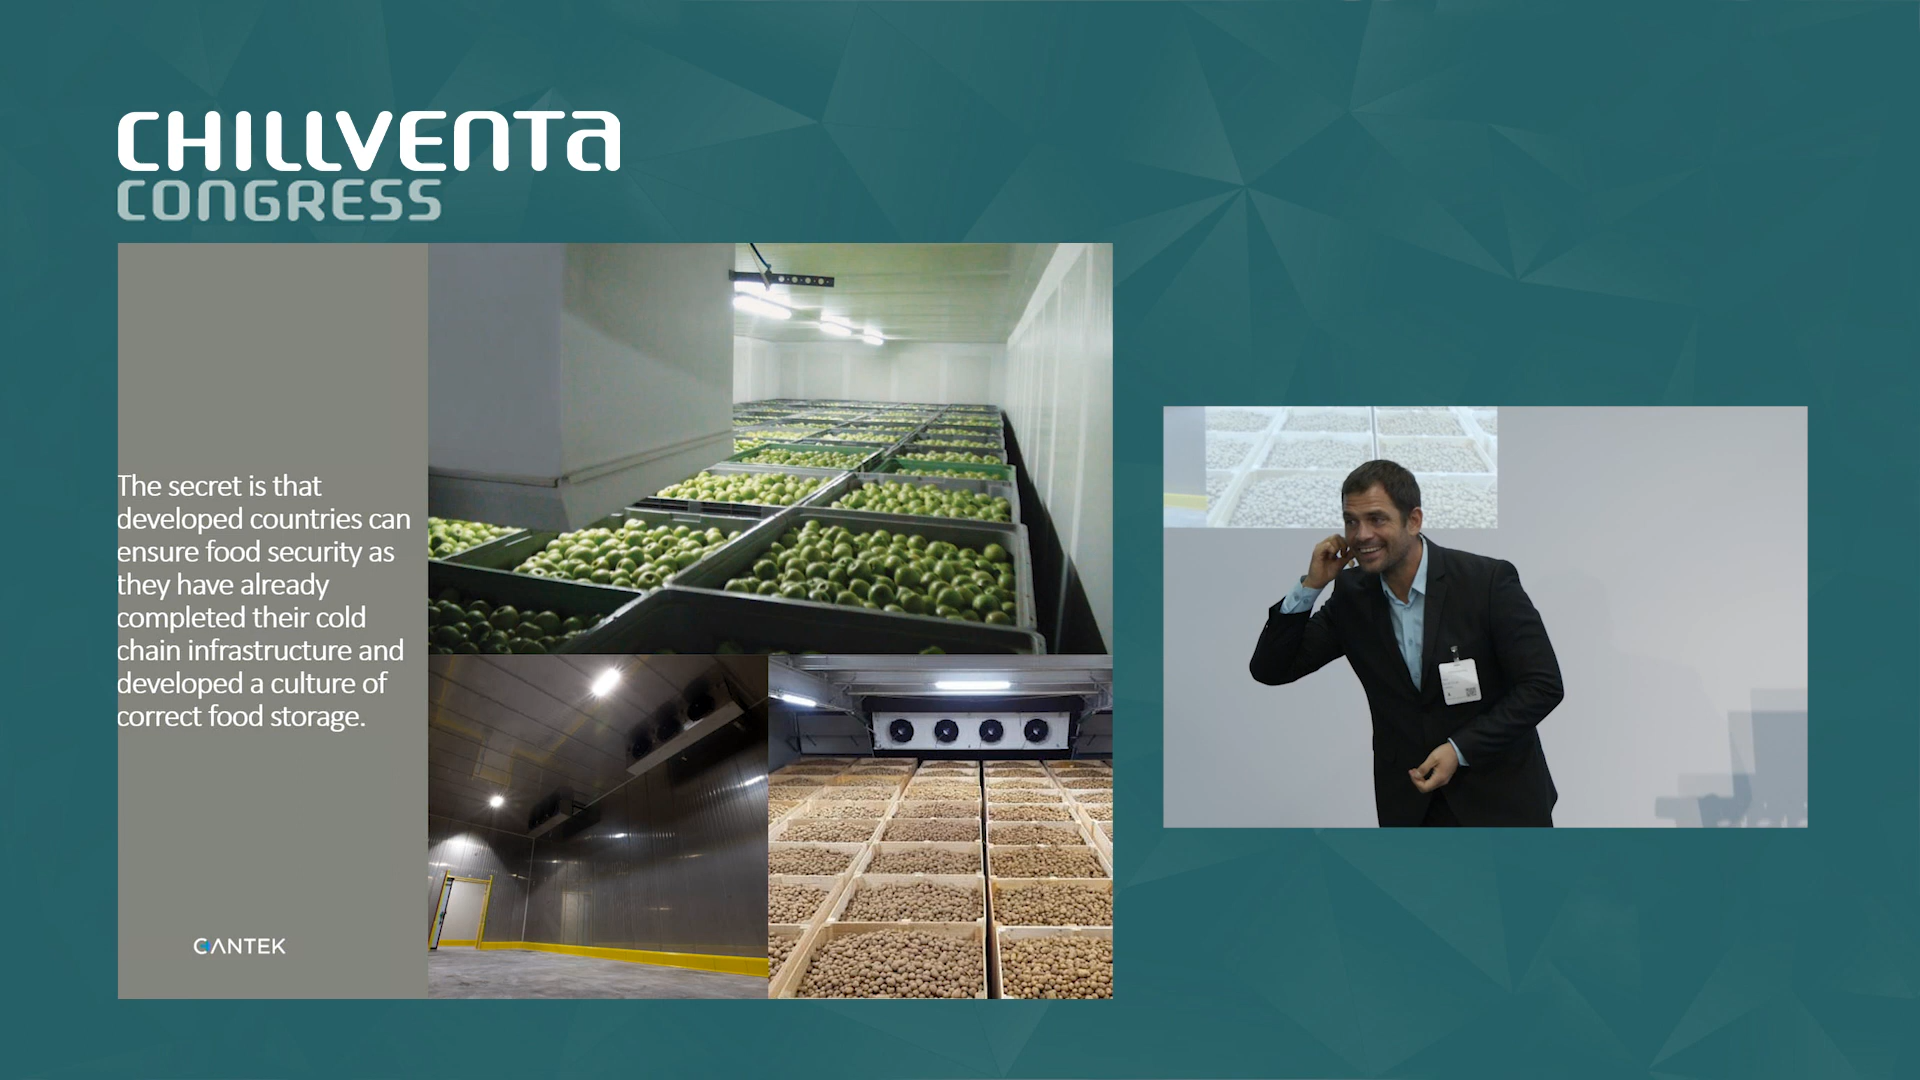 CHILLVENTA
CONGRESS
The secret is that
developed countries can
ensure food security as
they have already
completed their cold
chain infrastructure and
developed a culture of
correct food storage.
CANTEK